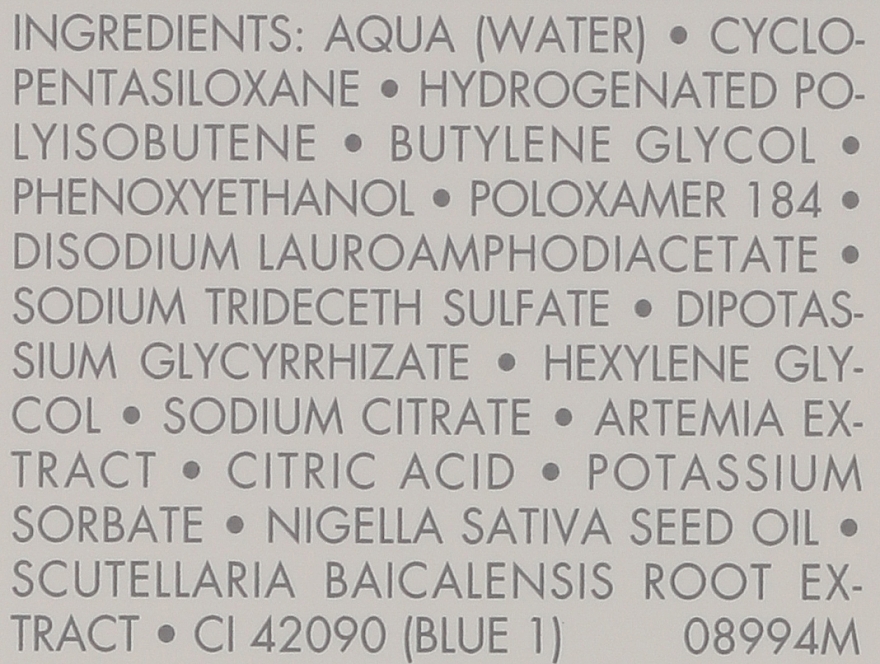 INGREDIENTS: AQUA (WATER) • CYCLO-
PENTASILOXANE • HYDROGENATED PO-
LYISOBUTENE • BUTYLENE GLYCOL •
PHENOXYETHANOL • POLOXAMER 184 •
DISODIUM LAUROAMPHODIACETATE •
SODIUM TRIDECETH SULFATE • DIPOTAS-
SIUM GLYCYRRHIZATE • HEXYLENE GLY-
COL • SODIUM CITRATE • ARTEMIA EX-
TRACT • CITRIC ACID • POTASSIUM
SORBATE • NIGELLA SATIVA SEED OIL •
SCUTELLARIA BAICALENSIS ROOT EX-
TRACT • CI 42090 (BLUE 1) 08994M